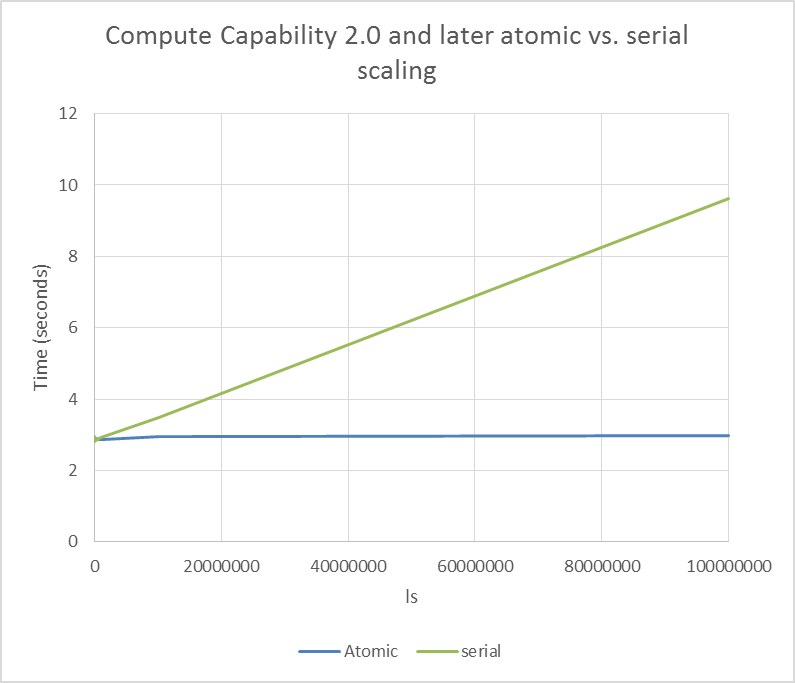 Compute Capability 2.0 and later atomic vs. serial
scaling
12
10
8
6
4
2
0
Time (seconds)
0 20000000 40000000 60000000 80000000 100000000
ls
Atomic serial